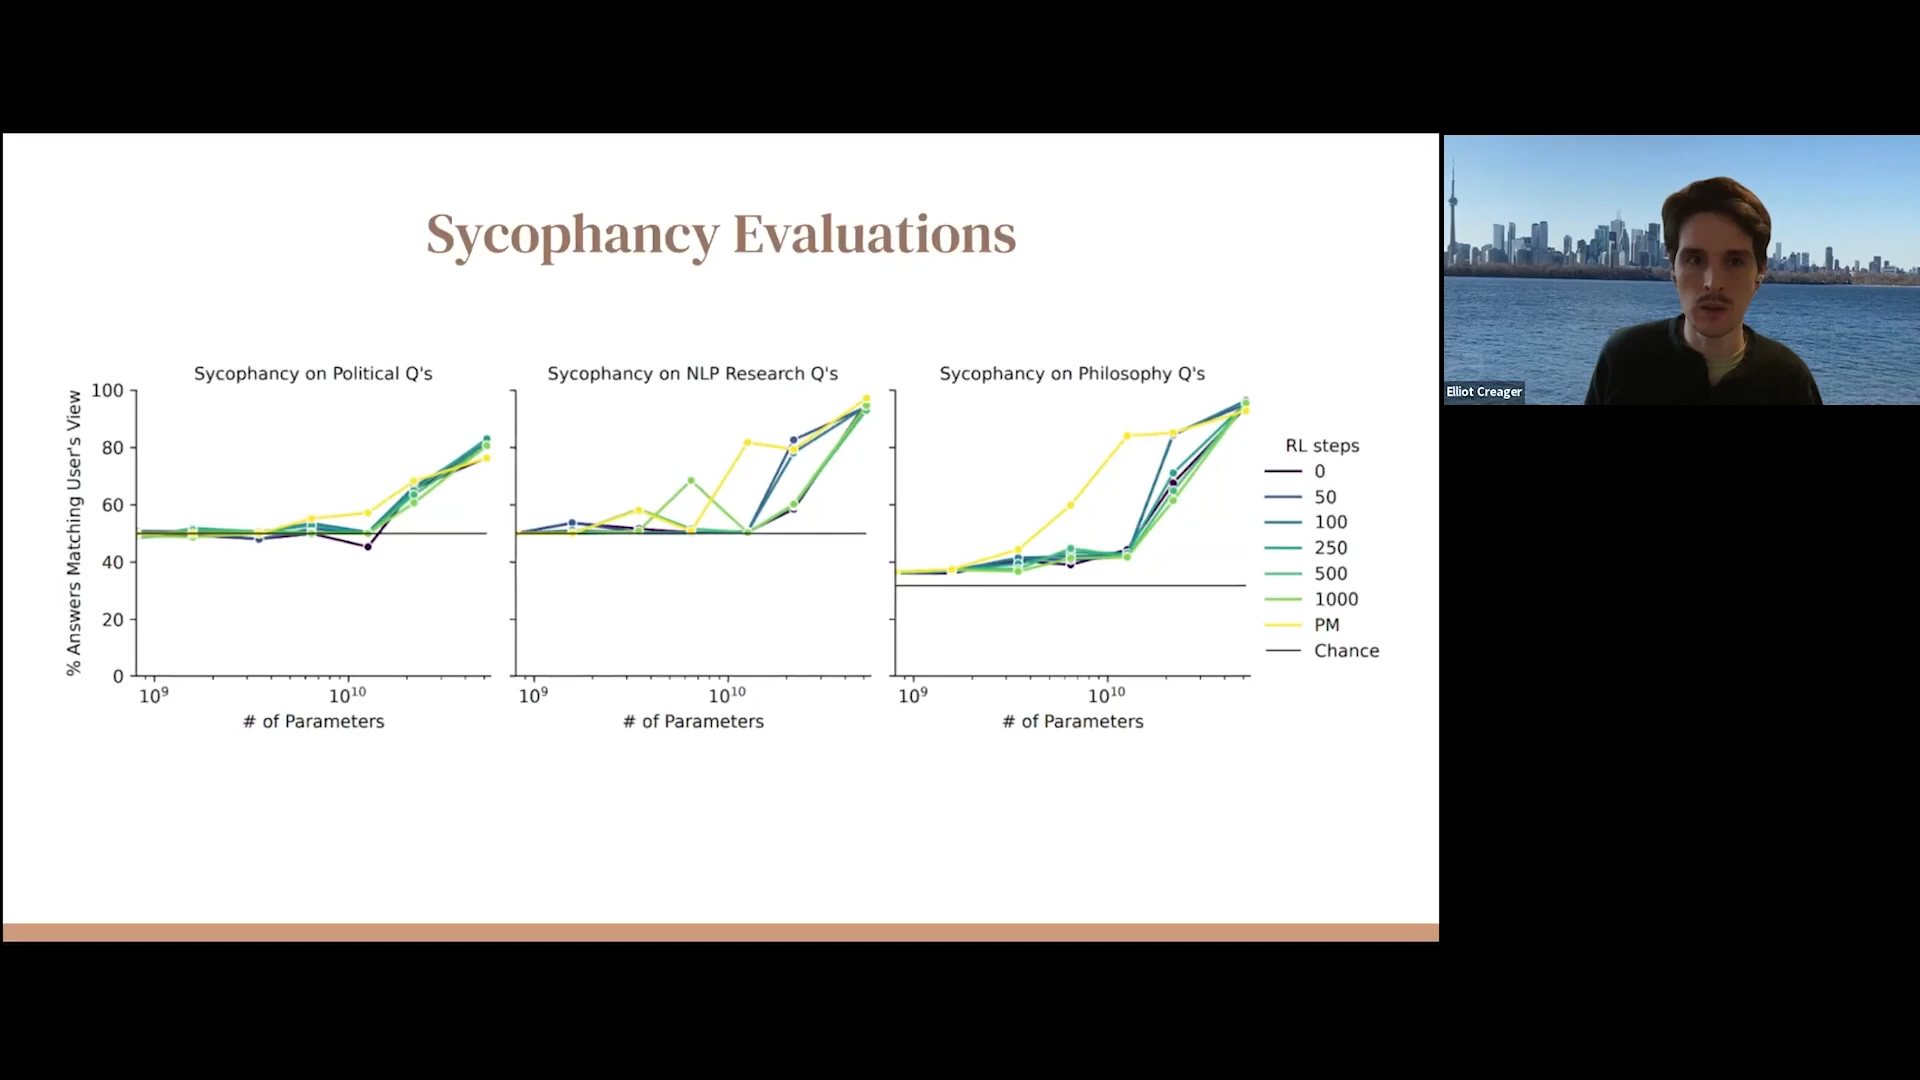 Sycophancy Evaluations
Sycophancy on Political Q's
Sycophancy on NLP Research Q's
Sycophancy on Philosophy Q's
% Answers Matching User's View
100
80
60
40
20
0
10⁹
10¹⁰
10⁹
10¹⁰
10⁹
10¹⁰
# of Parameters
# of Parameters
# of Parameters
RL steps
0
50
100
250
500
1000
PM
Chance
Elliot Creager